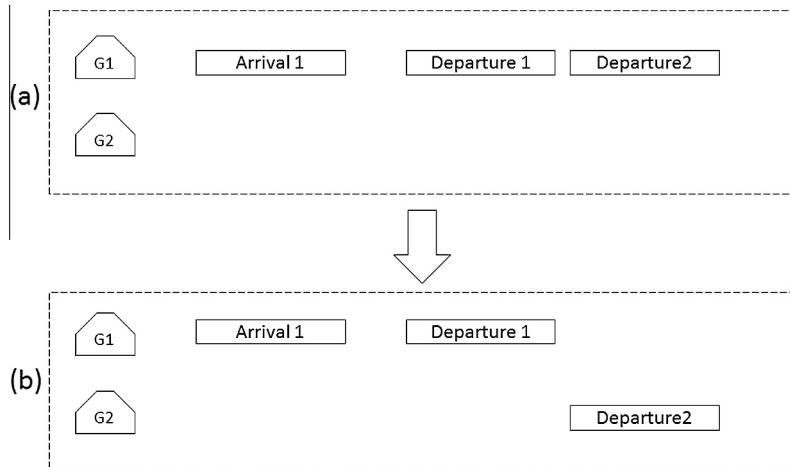 (a)
G1 Arrival 1 Departure 1 Departure2
G2
(b)
G1 Arrival 1 Departure 1
G2 Departure2